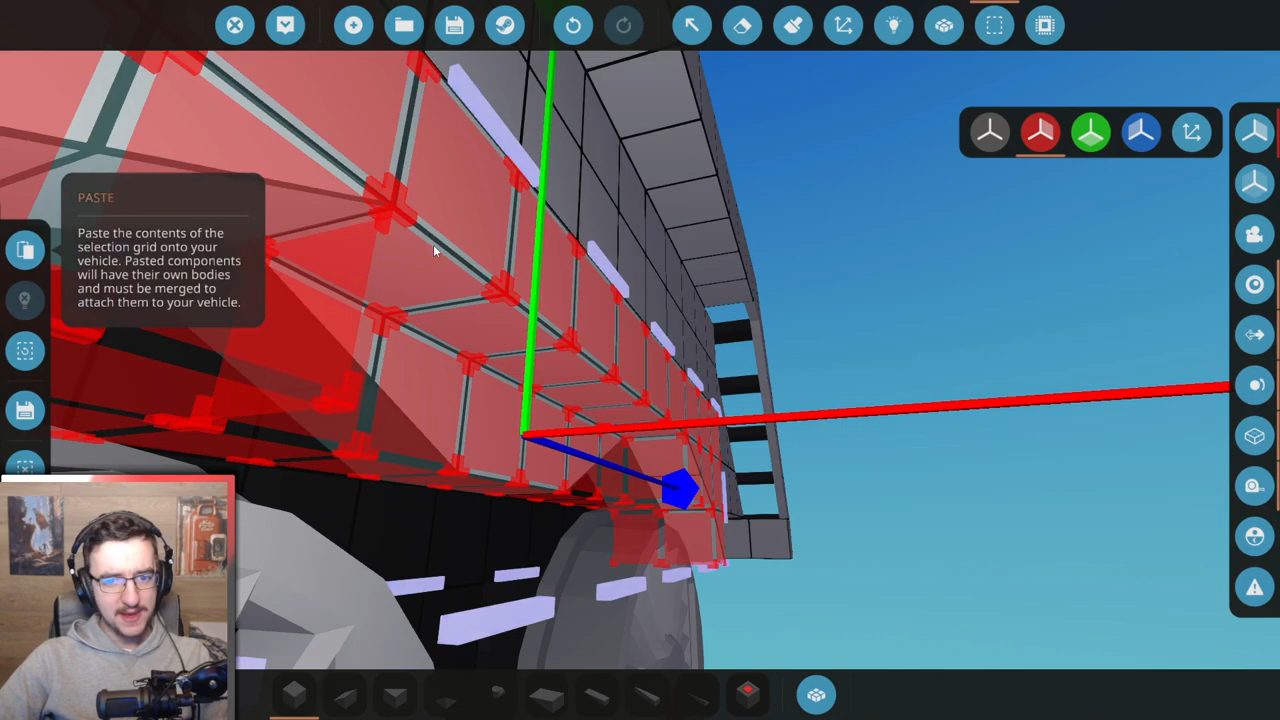 PASTE
Paste the contents of the
selection grid onto your
vehicle. Pasted components
will have their own bodies
and must be merged to
attach them to your vehicle.